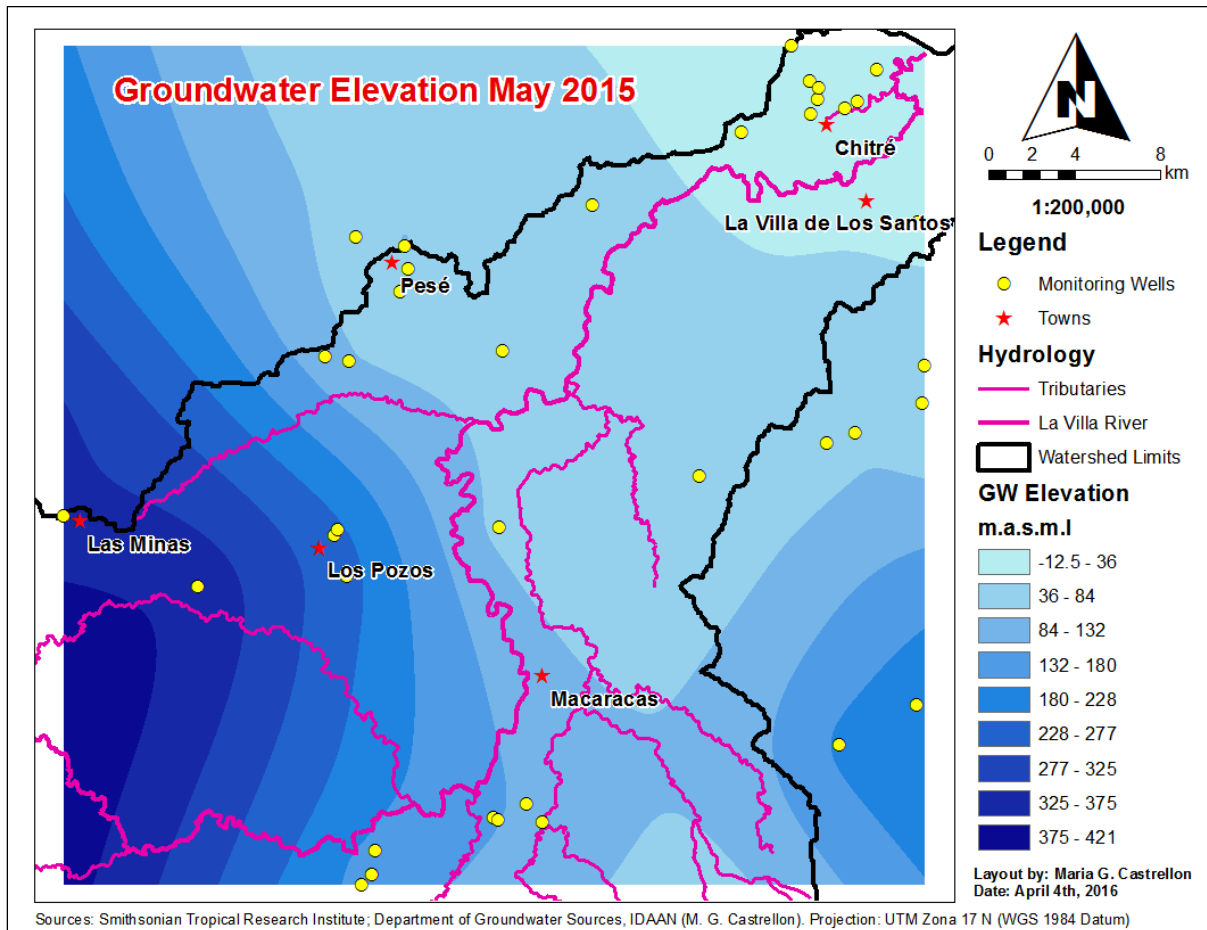 Groundwater Elevation May 2015
N
0 2 4 8
km
1:200,000
Chitré
La Villa de Los Santos
Pesé
Las Minas
Los Pozos
Macaracas
Legend
Monitoring Wells
Towns
Hydrology
Tributaries
La Villa River
Watershed Limits
GW Elevation
m.a.s.m.l
-12.5 - 36
36 - 84
84 - 132
132 - 180
180 - 228
228 - 277
277 - 325
325 - 375
375 - 421
Layout by: Maria G. Castrellon
Date: April 4th, 2016
Sources: Smithsonian Tropical Research Institute; Department of Groundwater Sources, IDAAN (M. G. Castrellon). Projection: UTM Zona 17 N (WGS 1984 Datum)